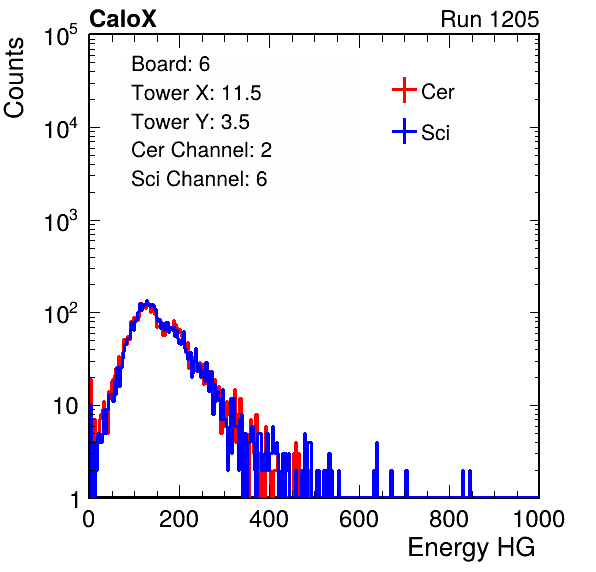 CaloX Run 1205
Counts
10^5
10^4
10^3
10^2
10
1
Board: 6
Tower X: 11.5
Tower Y: 3.5
Cer Channel: 2
Sci Channel: 6
Cer
Sci
0 200 400 600 800 1000
Energy HG